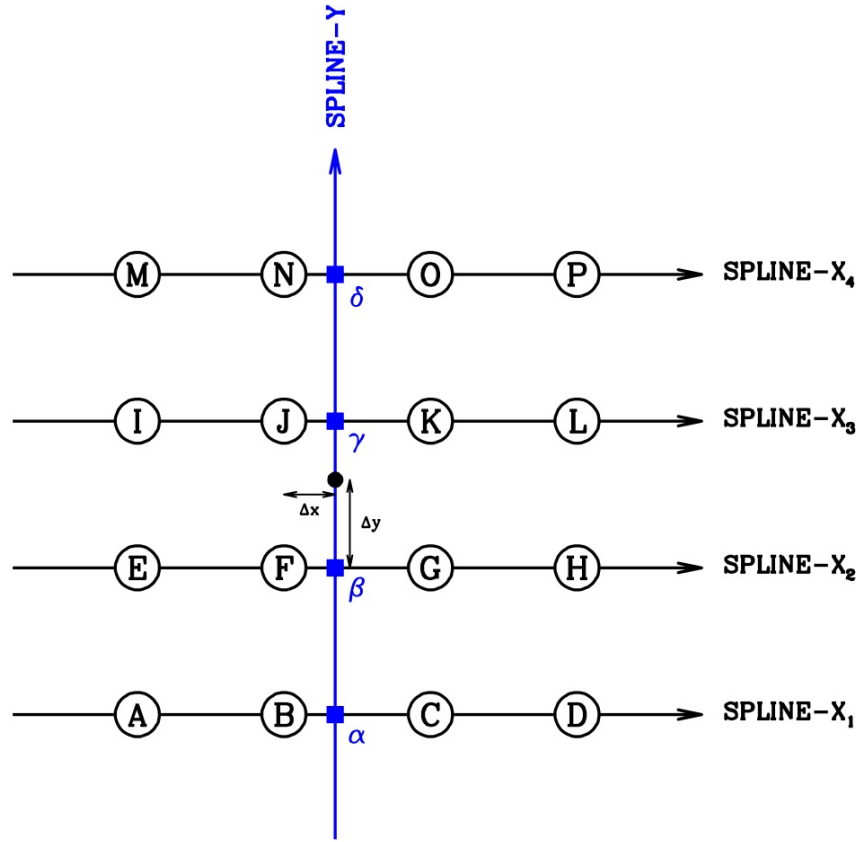 SPLINE-Y
M N O P SPLINE-X₄
δ
I J K L SPLINE-X₃
γ
Δx
Δy
E F G H SPLINE-X₂
β
A B C D SPLINE-X₁
α